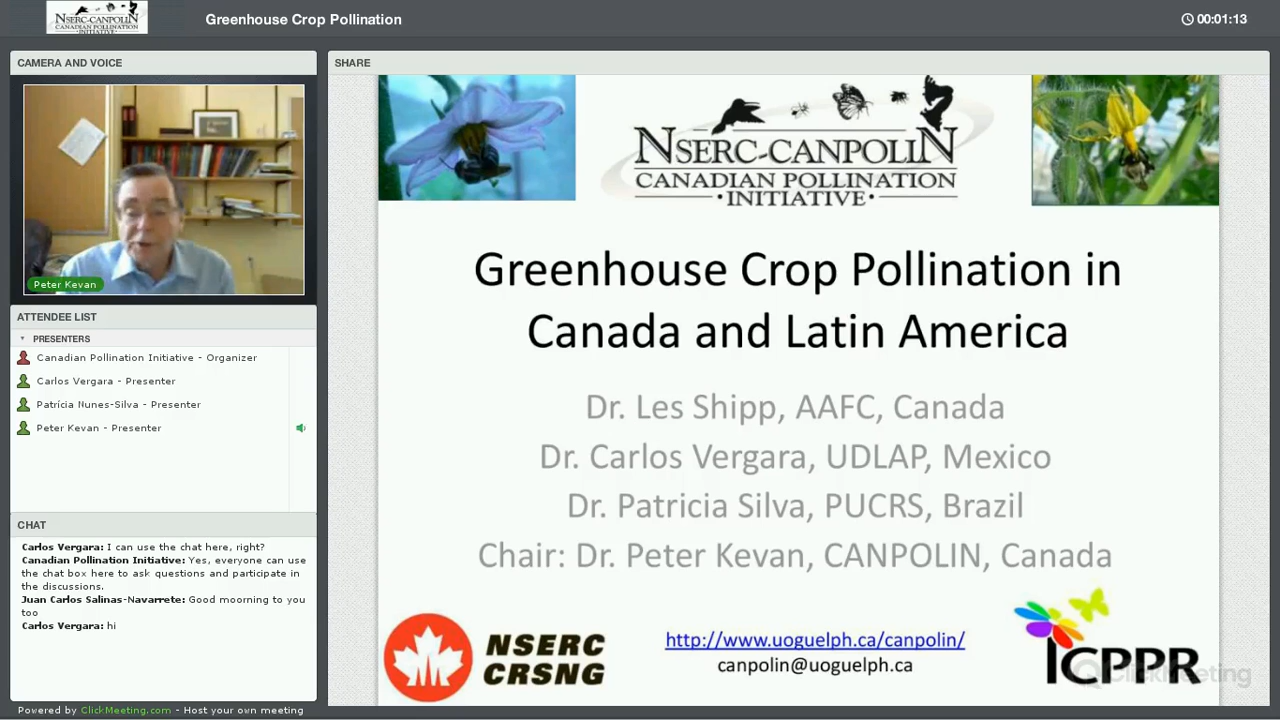 NSERC-CANPOLIN
CANADIAN POLLINATION
INITIATIVE
Greenhouse Crop Pollination
00:01:13
CAMERA AND VOICE
Peter Kevan
ATTENDEE LIST
PRESENTERS
Canadian Pollination Initiative - Organizer
Carlos Vergara - Presenter
Patrícia Nunes-Silva - Presenter
Peter Kevan - Presenter
CHAT
Carlos Vergara: I can use the chat here, right?
Canadian Pollination Initiative: Yes, everyone can use
the chat box here to ask questions and participate in
the discussions.
Juan Carlos Salinas-Navarrete: Good moorning to you
too
Carlos Vergara: hi
Powered by ClickMeeting.com - Host your own meeting
SHARE
NSERC-CANPOLIN
CANADIAN POLLINATION
•INITIATIVE•
Greenhouse Crop Pollination in
Canada and Latin America
Dr. Les Shipp, AAFC, Canada
Dr. Carlos Vergara, UDLAP, Mexico
Dr. Patricia Silva, PUCRS, Brazil
Chair: Dr. Peter Kevan, CANPOLIN, Canada
NSERC
CRSNG
http://www.uoguelph.ca/canpolin/
canpolin@uoguelph.ca
ICPPR
ClickMeeting